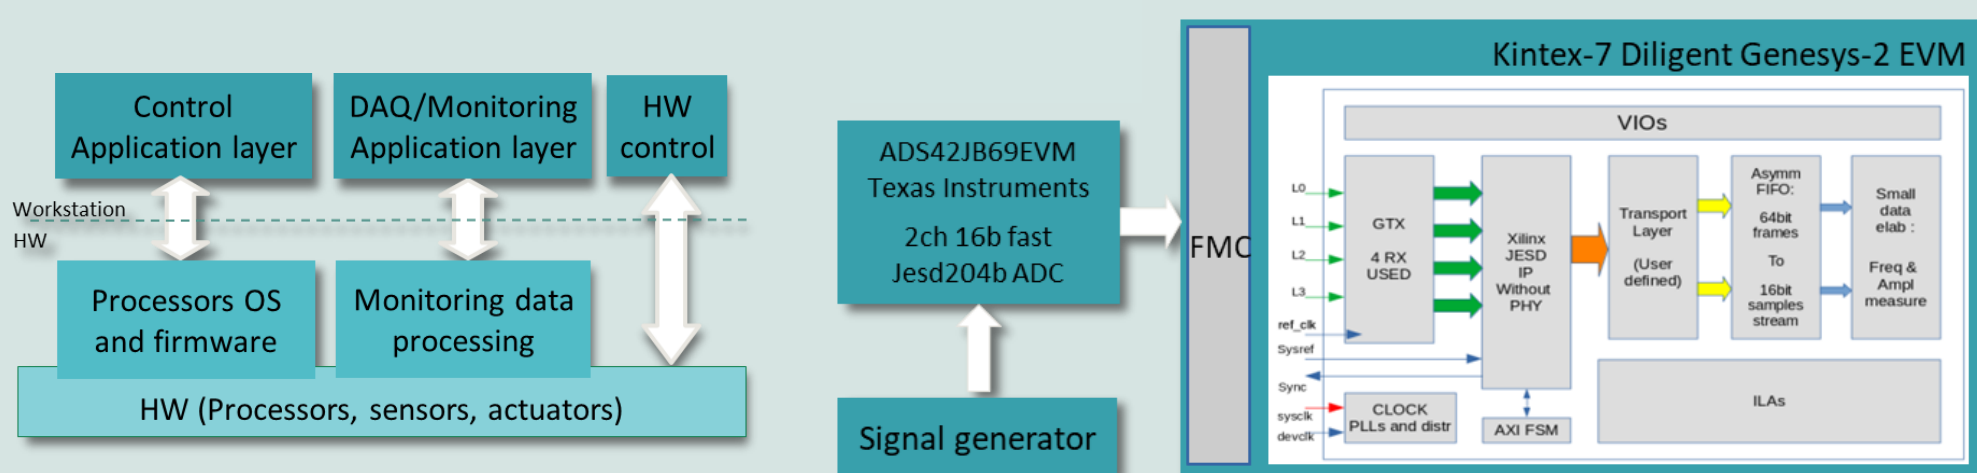 Control
Application layer
DAQ/Monitoring
Application layer
HW
control
Workstation
HW
Processors OS
and firmware
Monitoring data
processing
HW (Processors, sensors, actuators)
ADS42JB69EVM
Texas Instruments
2ch 16b fast
Jesd204b ADC
Signal generator
FMC
Kintex-7 Diligent Genesys-2 EVM
VIOs
L0
L1
L2
L3
ref_clk
Sysref
Sync
sysclk
devclk
GTX
4 RX
USED
CLOCK
PLLs and distr
Xilinx
JESD
IP
Without
PHY
AXI FSM
Transport
Layer
(User
defined)
Asymm
FIFO:
64bit
frames
To
16bit
samples
stream
Small
data
elab :
Freq &
Ampl
measure
ILAs